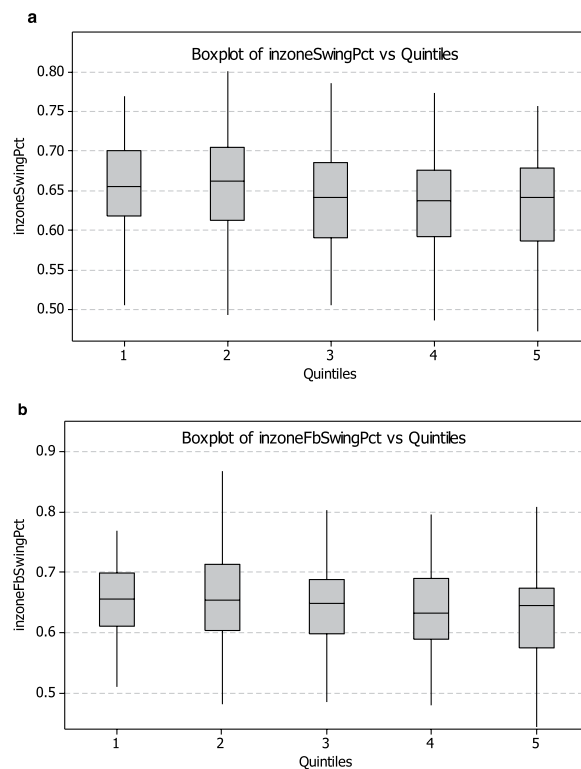 a
Boxplot of inzoneSwingPct vs Quintiles
0.80
0.75
0.70
0.65
0.60
0.55
0.50
inzoneSwingPct
1 2 3 4 5
Quintiles
b
Boxplot of inzoneFbSwingPct vs Quintiles
0.9
0.8
0.7
0.6
0.5
inzoneFbSwingPct
1 2 3 4 5
Quintiles